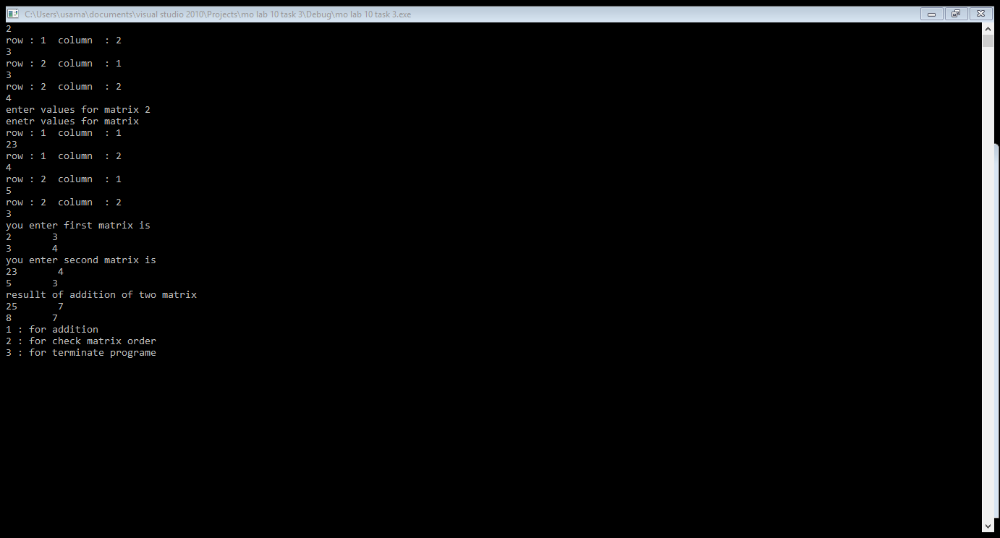 C:\Users\usama\documents\visual studio 2010\Projects\mo lab 10 task 3\Debug\mo lab 10 task 3.exe
2
row : 1  column  : 2
3
row : 2  column  : 1
3
row : 2  column  : 2
4
enter values for matrix 2
enetr values for matrix
row : 1  column  : 1
23
row : 1  column  : 2
4
row : 2  column  : 1
5
row : 2  column  : 2
3
you enter first matrix is
2       3
3       4
you enter second matrix is
23       4
5       3
resullt of addition of two matrix
25       7
8       7
1 : for addition
2 : for check matrix order
3 : for terminate programe